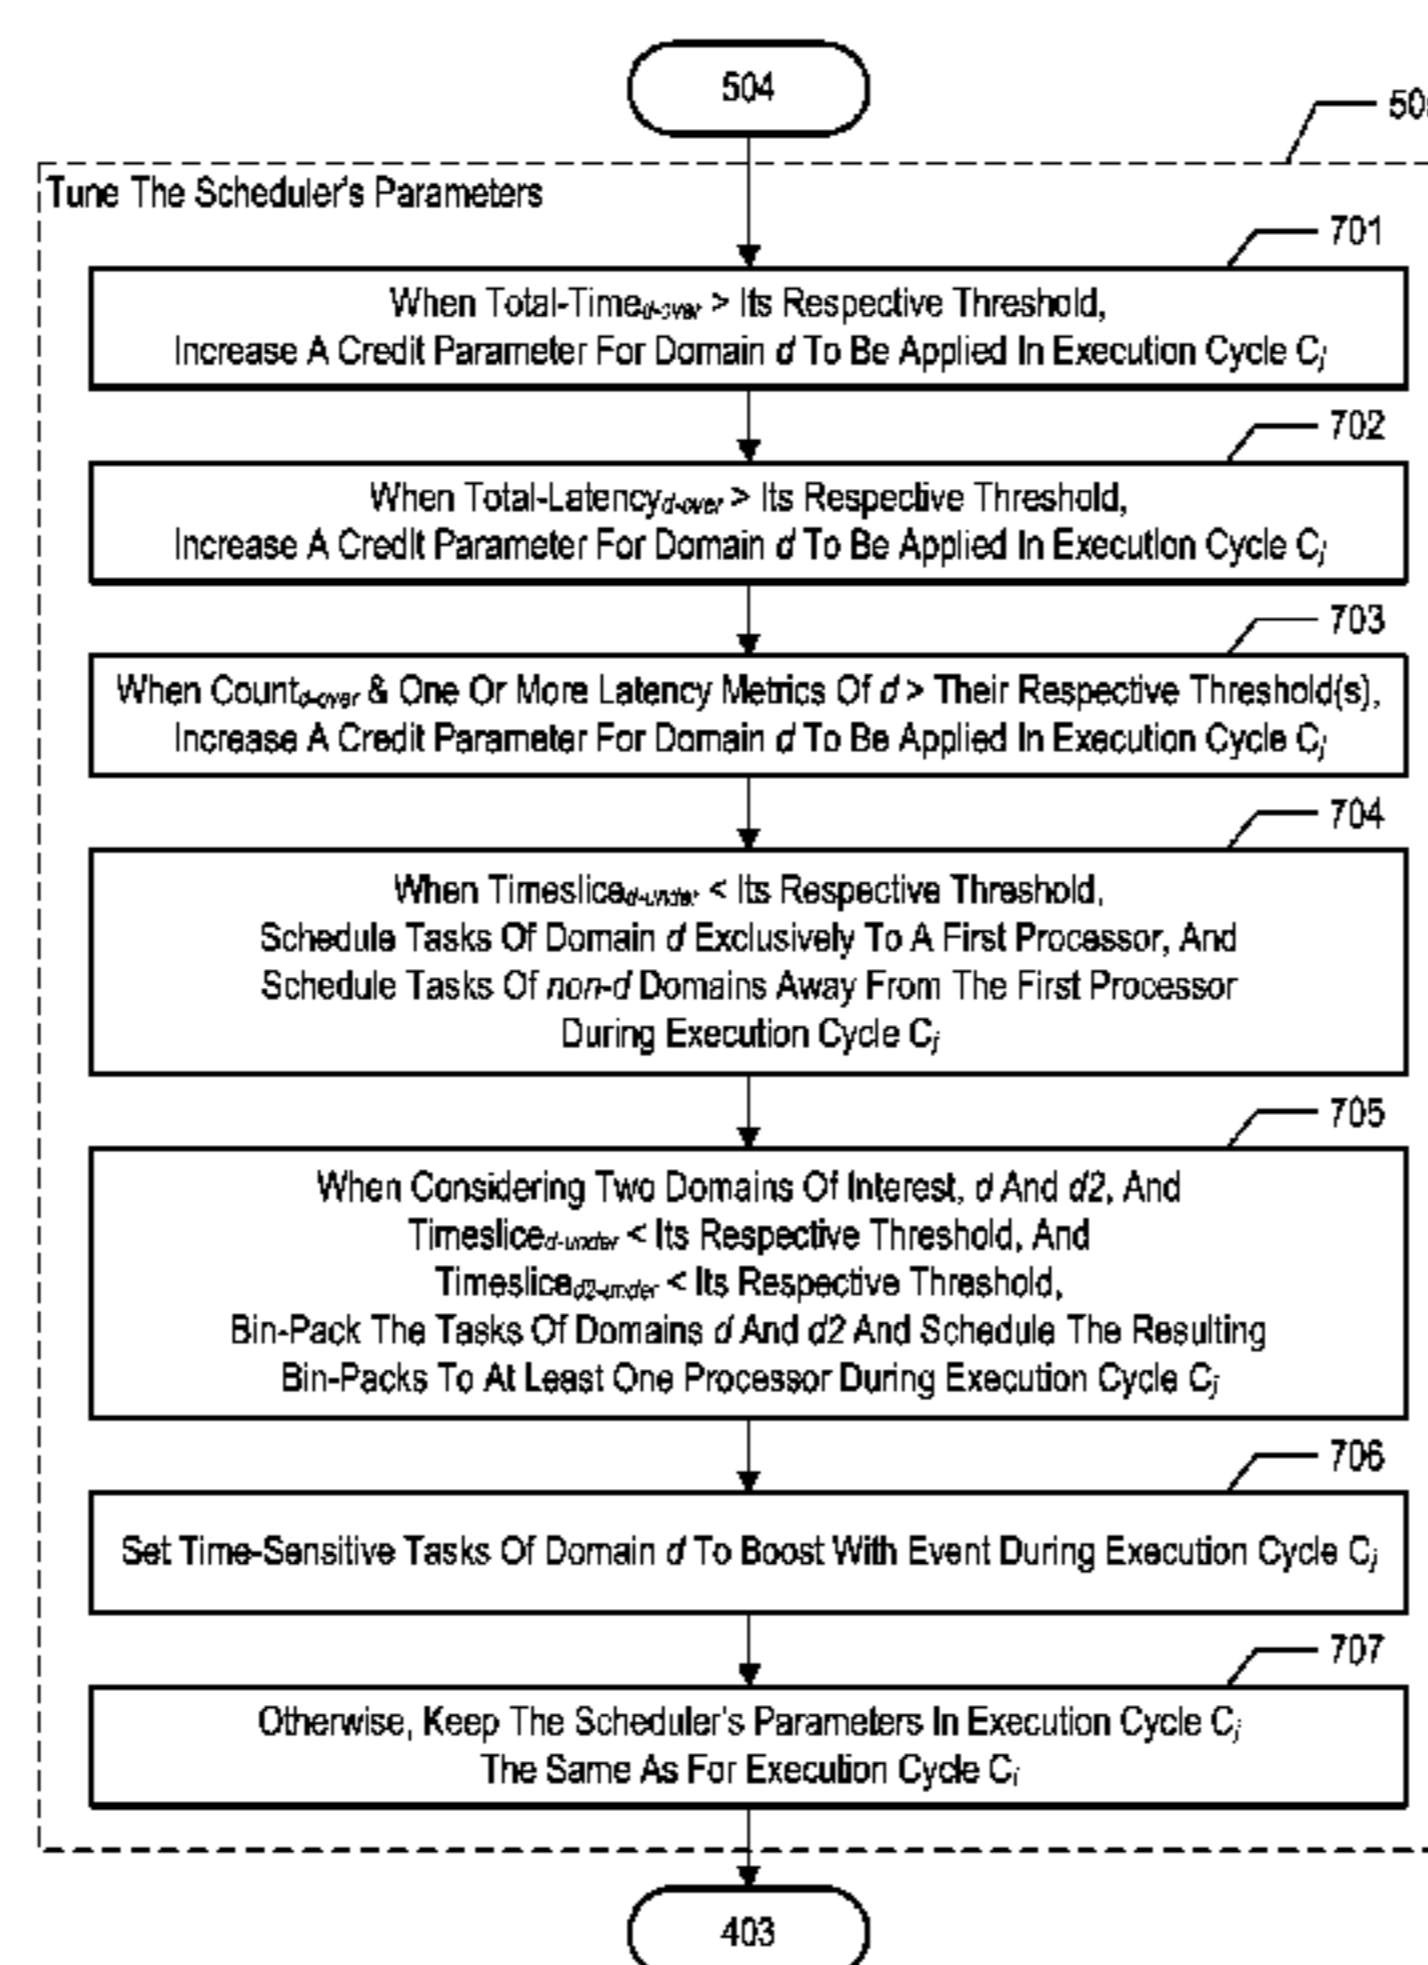 504
Tune The Scheduler's Parameters
701
When Total-Time d-over > Its Respective Threshold,
Increase A Credit Parameter For Domain d To Be Applied In Execution Cycle Cj
702
When Total-Latency d-over > Its Respective Threshold,
Increase A Credit Parameter For Domain d To Be Applied In Execution Cycle Cj
703
When Count d-over & One Or More Latency Metrics Of d > Their Respective Threshold(s),
Increase A Credit Parameter For Domain d To Be Applied In Execution Cycle Cj
704
When Timeslice d-under < Its Respective Threshold,
Schedule Tasks Of Domain d Exclusively To A First Processor, And
Schedule Tasks Of non-d Domains Away From The First Processor
During Execution Cycle Cj
705
When Considering Two Domains Of Interest, d And d2, And
Timeslice d-under < Its Respective Threshold, And
Timeslice d2-under < Its Respective Threshold,
Bin-Pack The Tasks Of Domains d And d2 And Schedule The Resulting
Bin-Packs To At Least One Processor During Execution Cycle Cj
706
Set Time-Sensitive Tasks Of Domain d To Boost With Event During Execution Cycle Cj
707
Otherwise, Keep The Scheduler's Parameters In Execution Cycle Cj
The Same As For Execution Cycle Ci
403